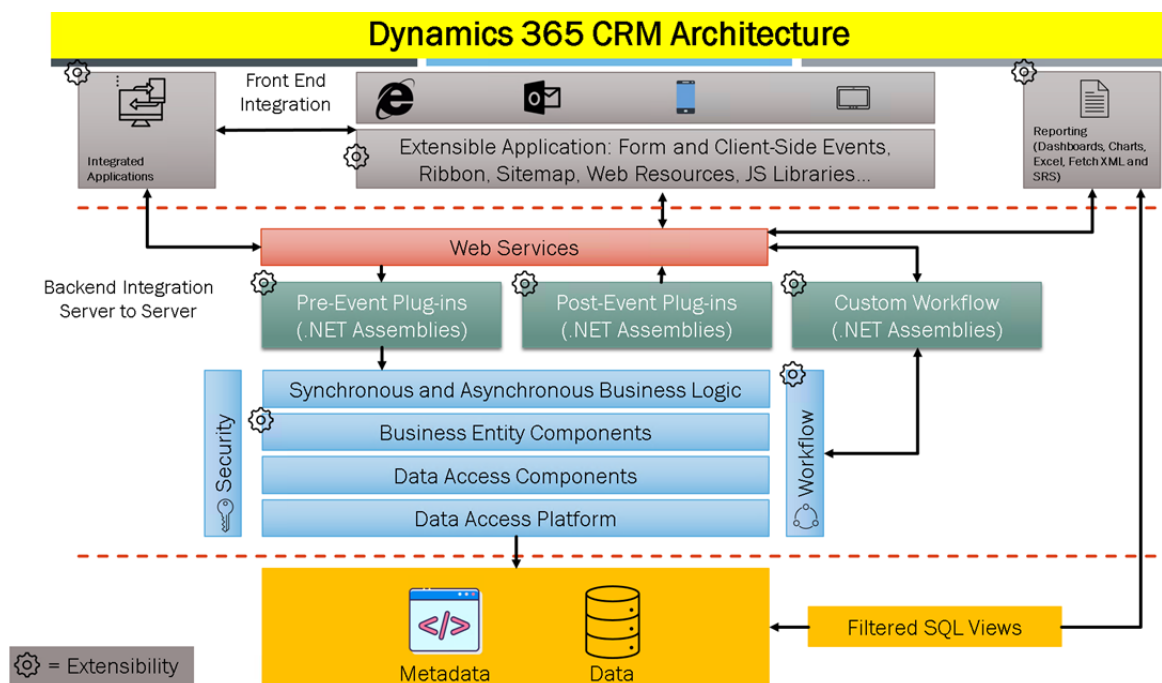 Dynamics 365 CRM Architecture
Front End
Integration
Integrated
Applications
Extensible Application: Form and Client-Side Events,
Ribbon, Sitemap, Web Resources, JS Libraries...
Reporting
(Dashboards, Charts,
Excel, Fetch XML and
SRS)
Web Services
Backend Integration
Server to Server
Pre-Event Plug-ins
(.NET Assemblies)
Post-Event Plug-ins
(.NET Assemblies)
Custom Workflow
(.NET Assemblies)
Security
Synchronous and Asynchronous Business Logic
Business Entity Components
Data Access Components
Data Access Platform
Workflow
</>
Metadata
Data
Filtered SQL Views
= Extensibility